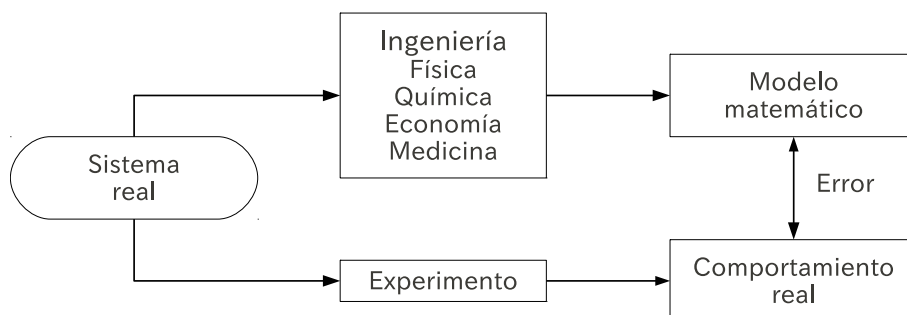 Sistema
real
Ingeniería
Física
Química
Economía
Medicina
Modelo
matemático
Error
Experimento
Comportamiento
real